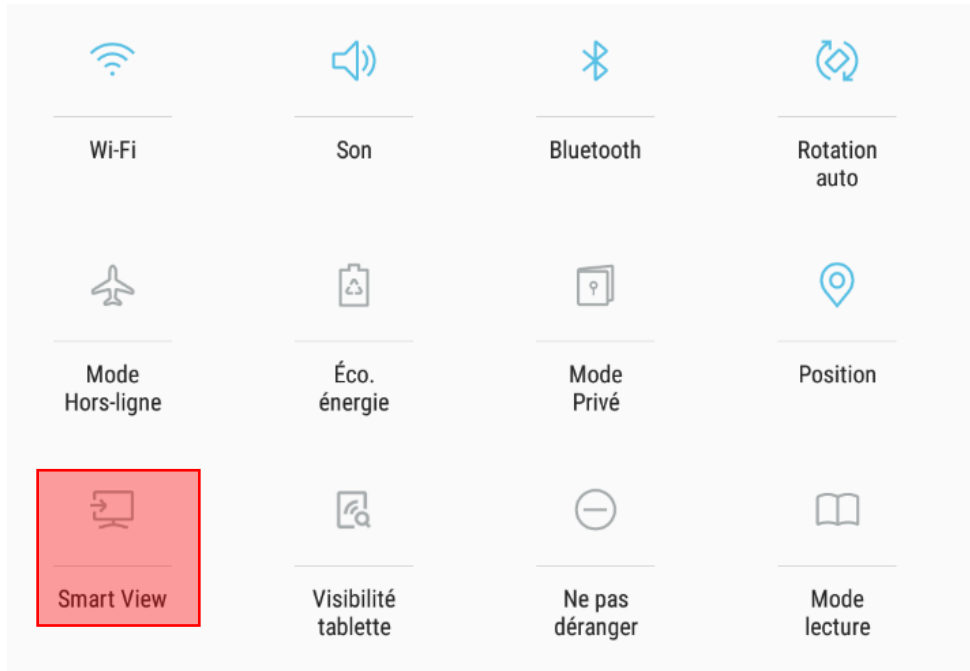 Wi-Fi
Son
Bluetooth
Rotation
auto
Mode
Hors-ligne
Éco.
énergie
Mode
Privé
Position
Smart View
Visibilité
tablette
Ne pas
déranger
Mode
lecture